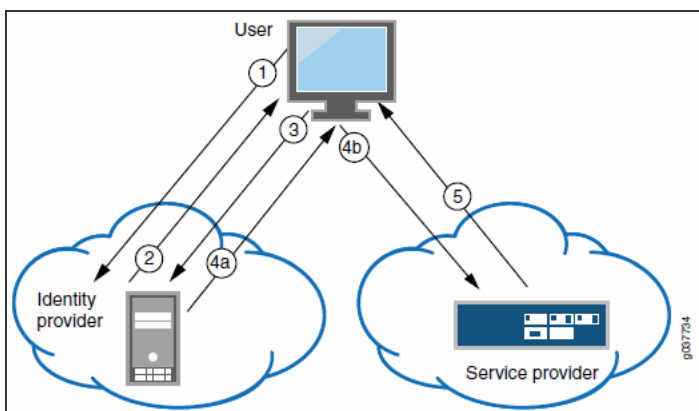 User
1
3
4b
5
2
4a
Identity
provider
Service provider
g037734